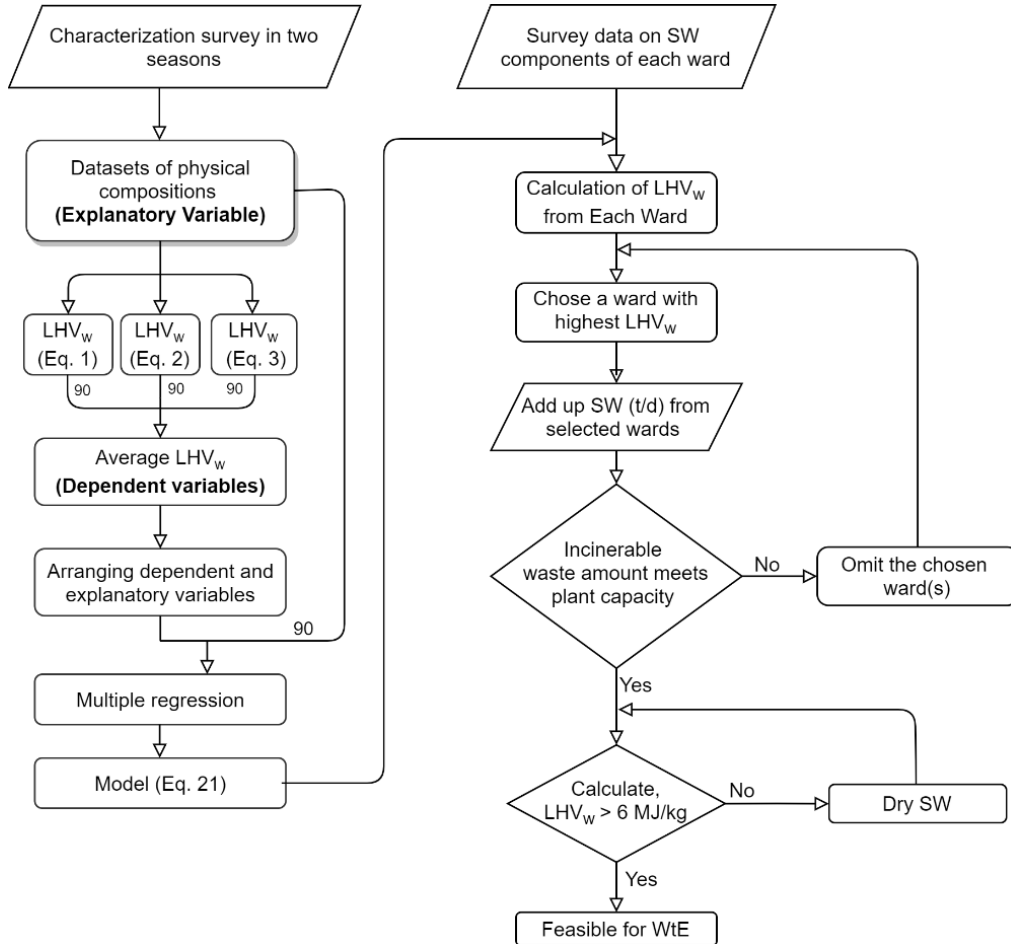 Characterization survey in two
seasons
Datasets of physical
compositions
(Explanatory Variable)
LHVw
(Eq. 1)
LHVw
(Eq. 2)
LHVw
(Eq. 3)
90
90
90
Average LHVw
(Dependent variables)
Arranging dependent and
explanatory variables
90
Multiple regression
Model (Eq. 21)
Survey data on SW
components of each ward
Calculation of LHVw
from Each Ward
Chose a ward with
highest LHVw
Add up SW (t/d) from
selected wards
Incinerable
waste amount meets
plant capacity
No
Omit the chosen
ward(s)
Yes
Calculate,
LHVw > 6 MJ/kg
No
Dry SW
Yes
Feasible for WtE